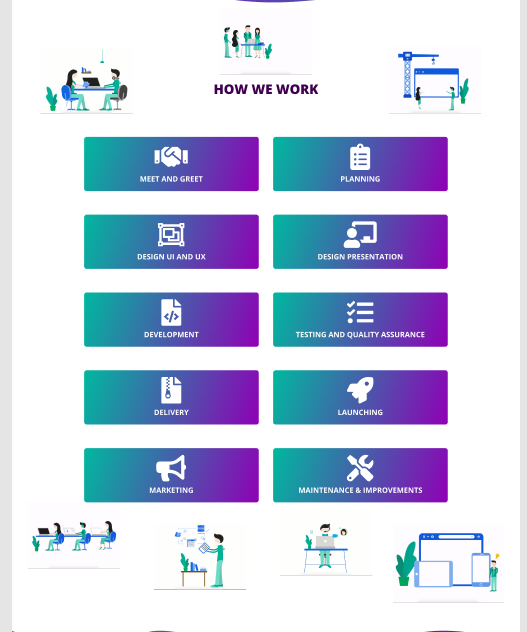 HOW WE WORK
MEET AND GREET
PLANNING
DESIGN UI AND UX
DESIGN PRESENTATION
DEVELOPMENT
TESTING AND QUALITY ASSURANCE
DELIVERY
LAUNCHING
MARKETING
MAINTENANCE & IMPROVEMENTS